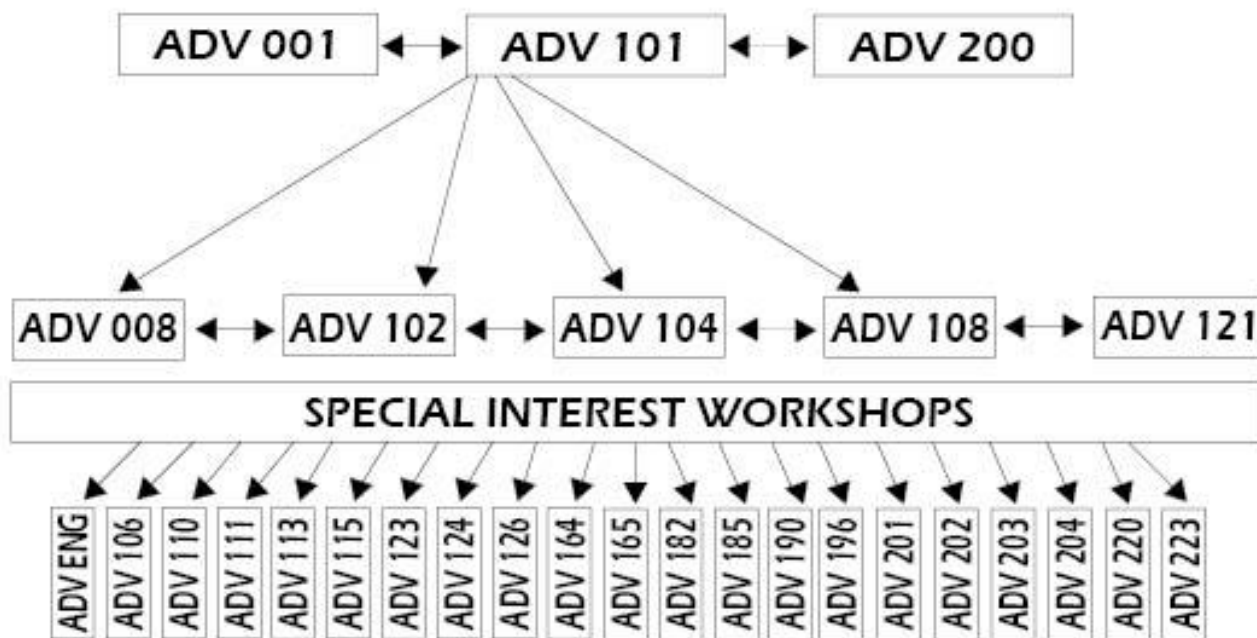 ADV 001 ADV 101 ADV 200
ADV 008 ADV 102 ADV 104 ADV 108 ADV 121
SPECIAL INTEREST WORKSHOPS
ADV ENG
ADV 106
ADV 110
ADV 111
ADV 113
ADV 115
ADV 123
ADV 124
ADV 126
ADV 164
ADV 165
ADV 182
ADV 185
ADV 190
ADV 196
ADV 201
ADV 202
ADV 203
ADV 204
ADV 220
ADV 223